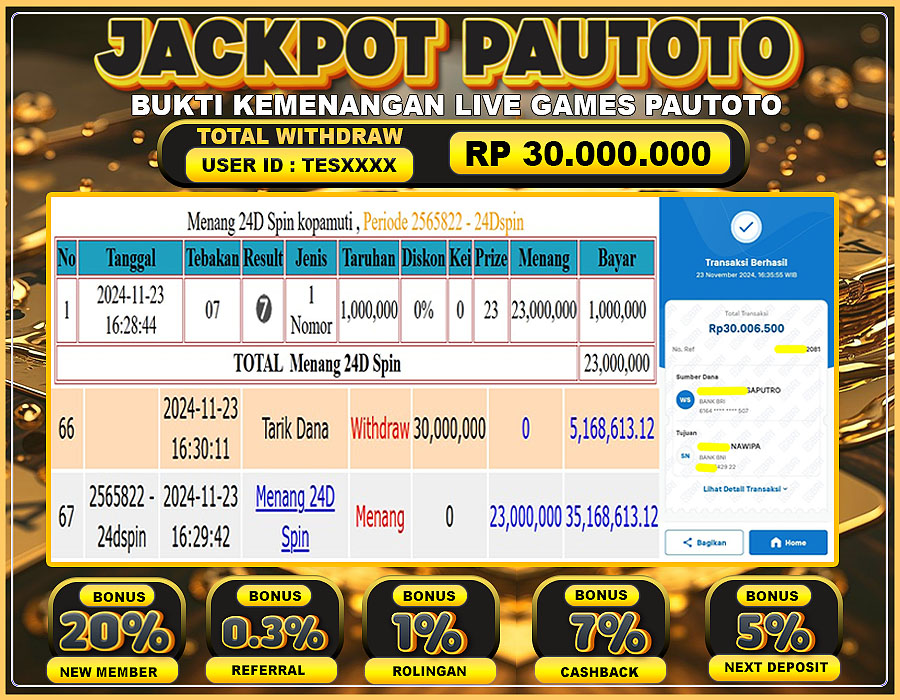 JACKPOT PAUTOTO
BUKTI KEMENANGAN LIVE GAMES PAUTOTO
TOTAL WITHDRAW
USER ID : TESXXXX
RP 30.000.000
Menang 24D Spin kopamuti , Periode 2565822 - 24Dspin
No Tanggal Tebakan Result Jenis Taruhan Diskon Kei Prize Menang Bayar
1 2024-11-23 16:28:44 07 7 1 Nomor 1,000,000 0% 0 23 23,000,000 1,000,000
TOTAL Menang 24D Spin 23,000,000
66 2024-11-23 16:30:11 Tarik Dana Withdraw 30,000,000 0 5,168,613.12
67 2565822 - 24dspin 2024-11-23 16:29:42 Menang 24D Spin Menang 0 23,000,000 35,168,613.12
Transaksi Berhasil
23 November 2024, 16:35:55 WIB
Total Transaksi
Rp30.006.500
No. Ref 2081
Sumber Dana
WS SAPUTRO
BANK BRI
6164 **** **** 507
Tujuan
SN NAWIPA
BANK BNI
429 22
Lihat Detail Transaksi
Bagikan
Home
BONUS
20%
NEW MEMBER
BONUS
0.3%
REFERRAL
BONUS
1%
ROLINGAN
BONUS
7%
CASHBACK
BONUS
5%
NEXT DEPOSIT